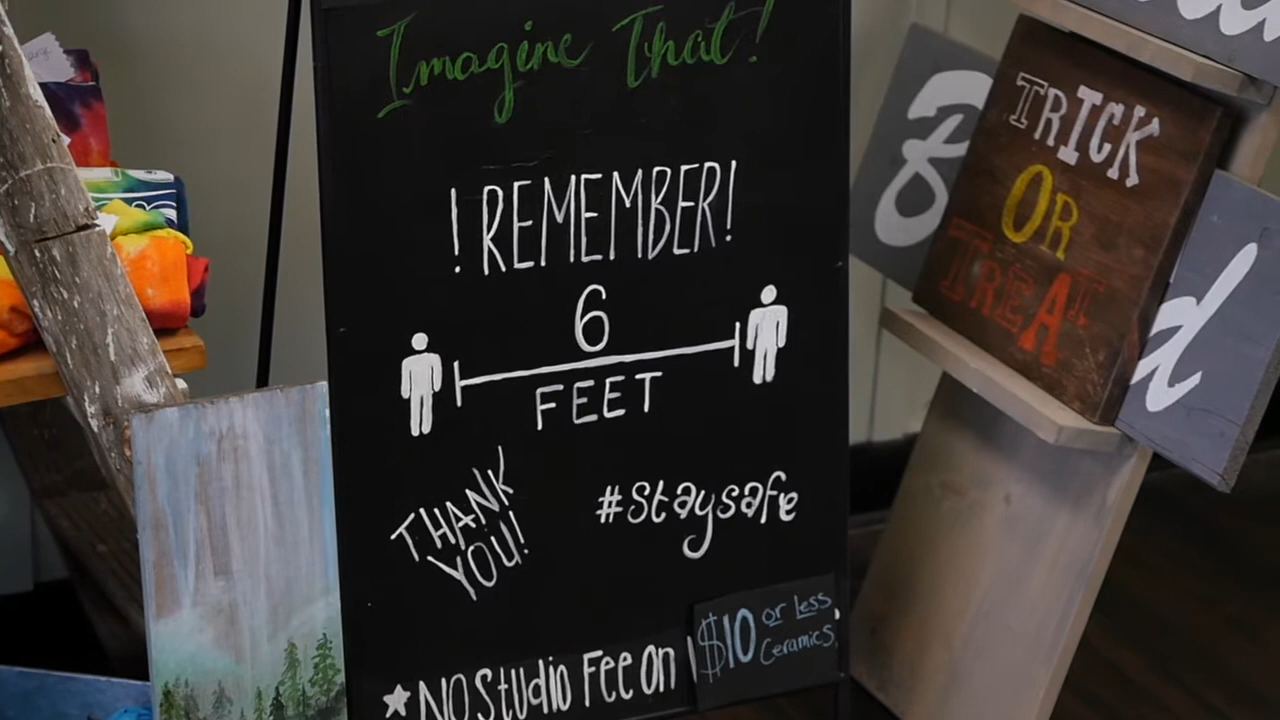 Imagine That!
!REMEMBER!
6
FEET
THANK
YOU!
#staysafe
★NO Studio Fee on
$10 or less
Ceramics
TRICK
OR
TREAT